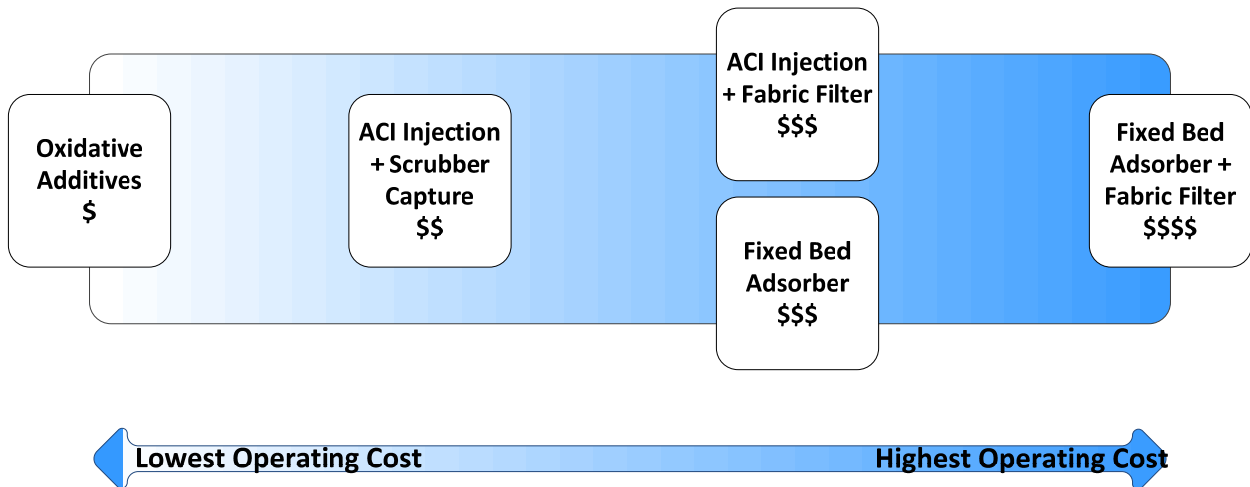 Oxidative
Additives
$
ACI Injection
+ Scrubber
Capture
$$
ACI Injection
+ Fabric Filter
$$$
Fixed Bed
Adsorber
$$$
Fixed Bed
Adsorber +
Fabric Filter
$$$$
Lowest Operating Cost
Highest Operating Cost